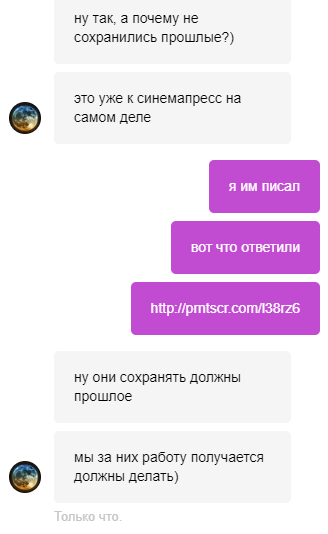 ну так, а почему не
сохранились прошлые?)
это уже к синемапресс на
самом деле
я им писал
вот что ответили
http://prntscr.com/l38rz6
ну они сохранять должны
прошлое
мы за них работу получается
должны делать)
Только что.